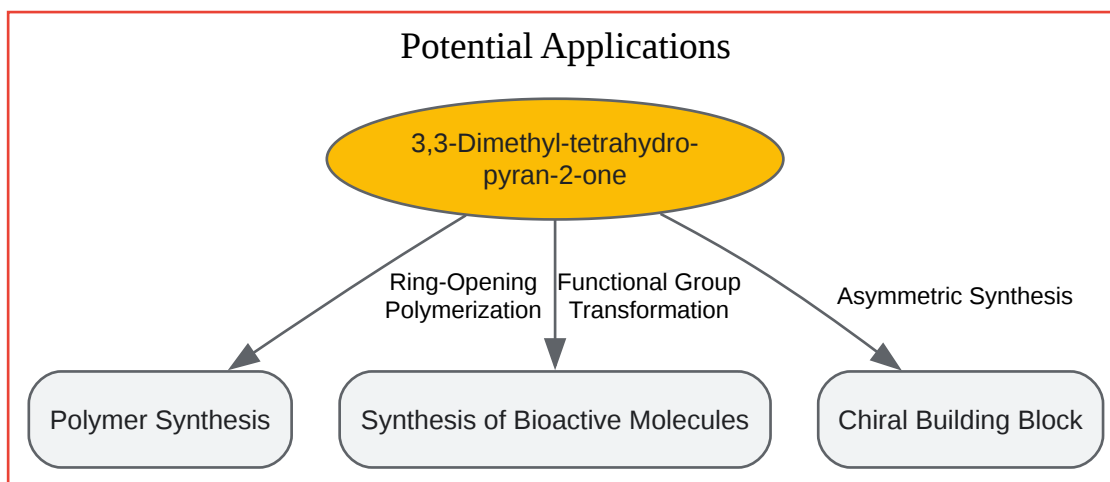 Potential Applications
3,3-Dimethyl-tetrahydro-
pyran-2-one
Ring-Opening
Polymerization
Functional Group
Transformation
Asymmetric Synthesis
Polymer Synthesis
Synthesis of Bioactive Molecules
Chiral Building Block